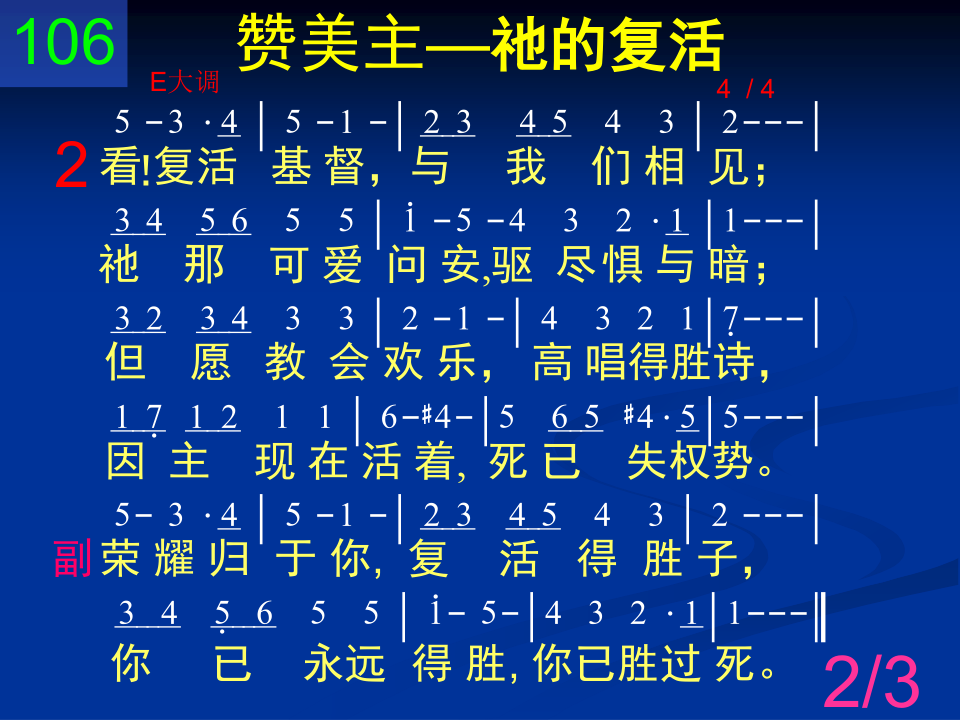 106 赞美主—祂的复活
E大调 4 / 4
5 -3 ·4 | 5 -1 - | 2 3 4 5 4 3 | 2--- |
2 看!复活 基 督，与 我 们 相 见；
3 4 5 6 5 5 | i -5 -4 3 2 ·1 | 1--- |
祂 那 可 爱 问 安,驱 尽惧 与 暗；
3 2 3 4 3 3 | 2 -1 - | 4 3 2 1 | 7̣--- |
但 愿 教 会 欢 乐， 高 唱得胜诗，
1 7̣ 1 2 1 1 | 6-#4- | 5 6 5 #4· 5 | 5--- |
因 主 现 在 活 着, 死 已 失权势。
5- 3 ·4 | 5 -1 - | 2 3 4 5 4 3 | 2 --- |
副 荣 耀 归 于 你, 复 活 得 胜 子，
3 4 5̣ 6 5 5 | i- 5- | 4 3 2 ·1 | 1---‖
你 已 永远 得 胜, 你已胜过 死。
2/3